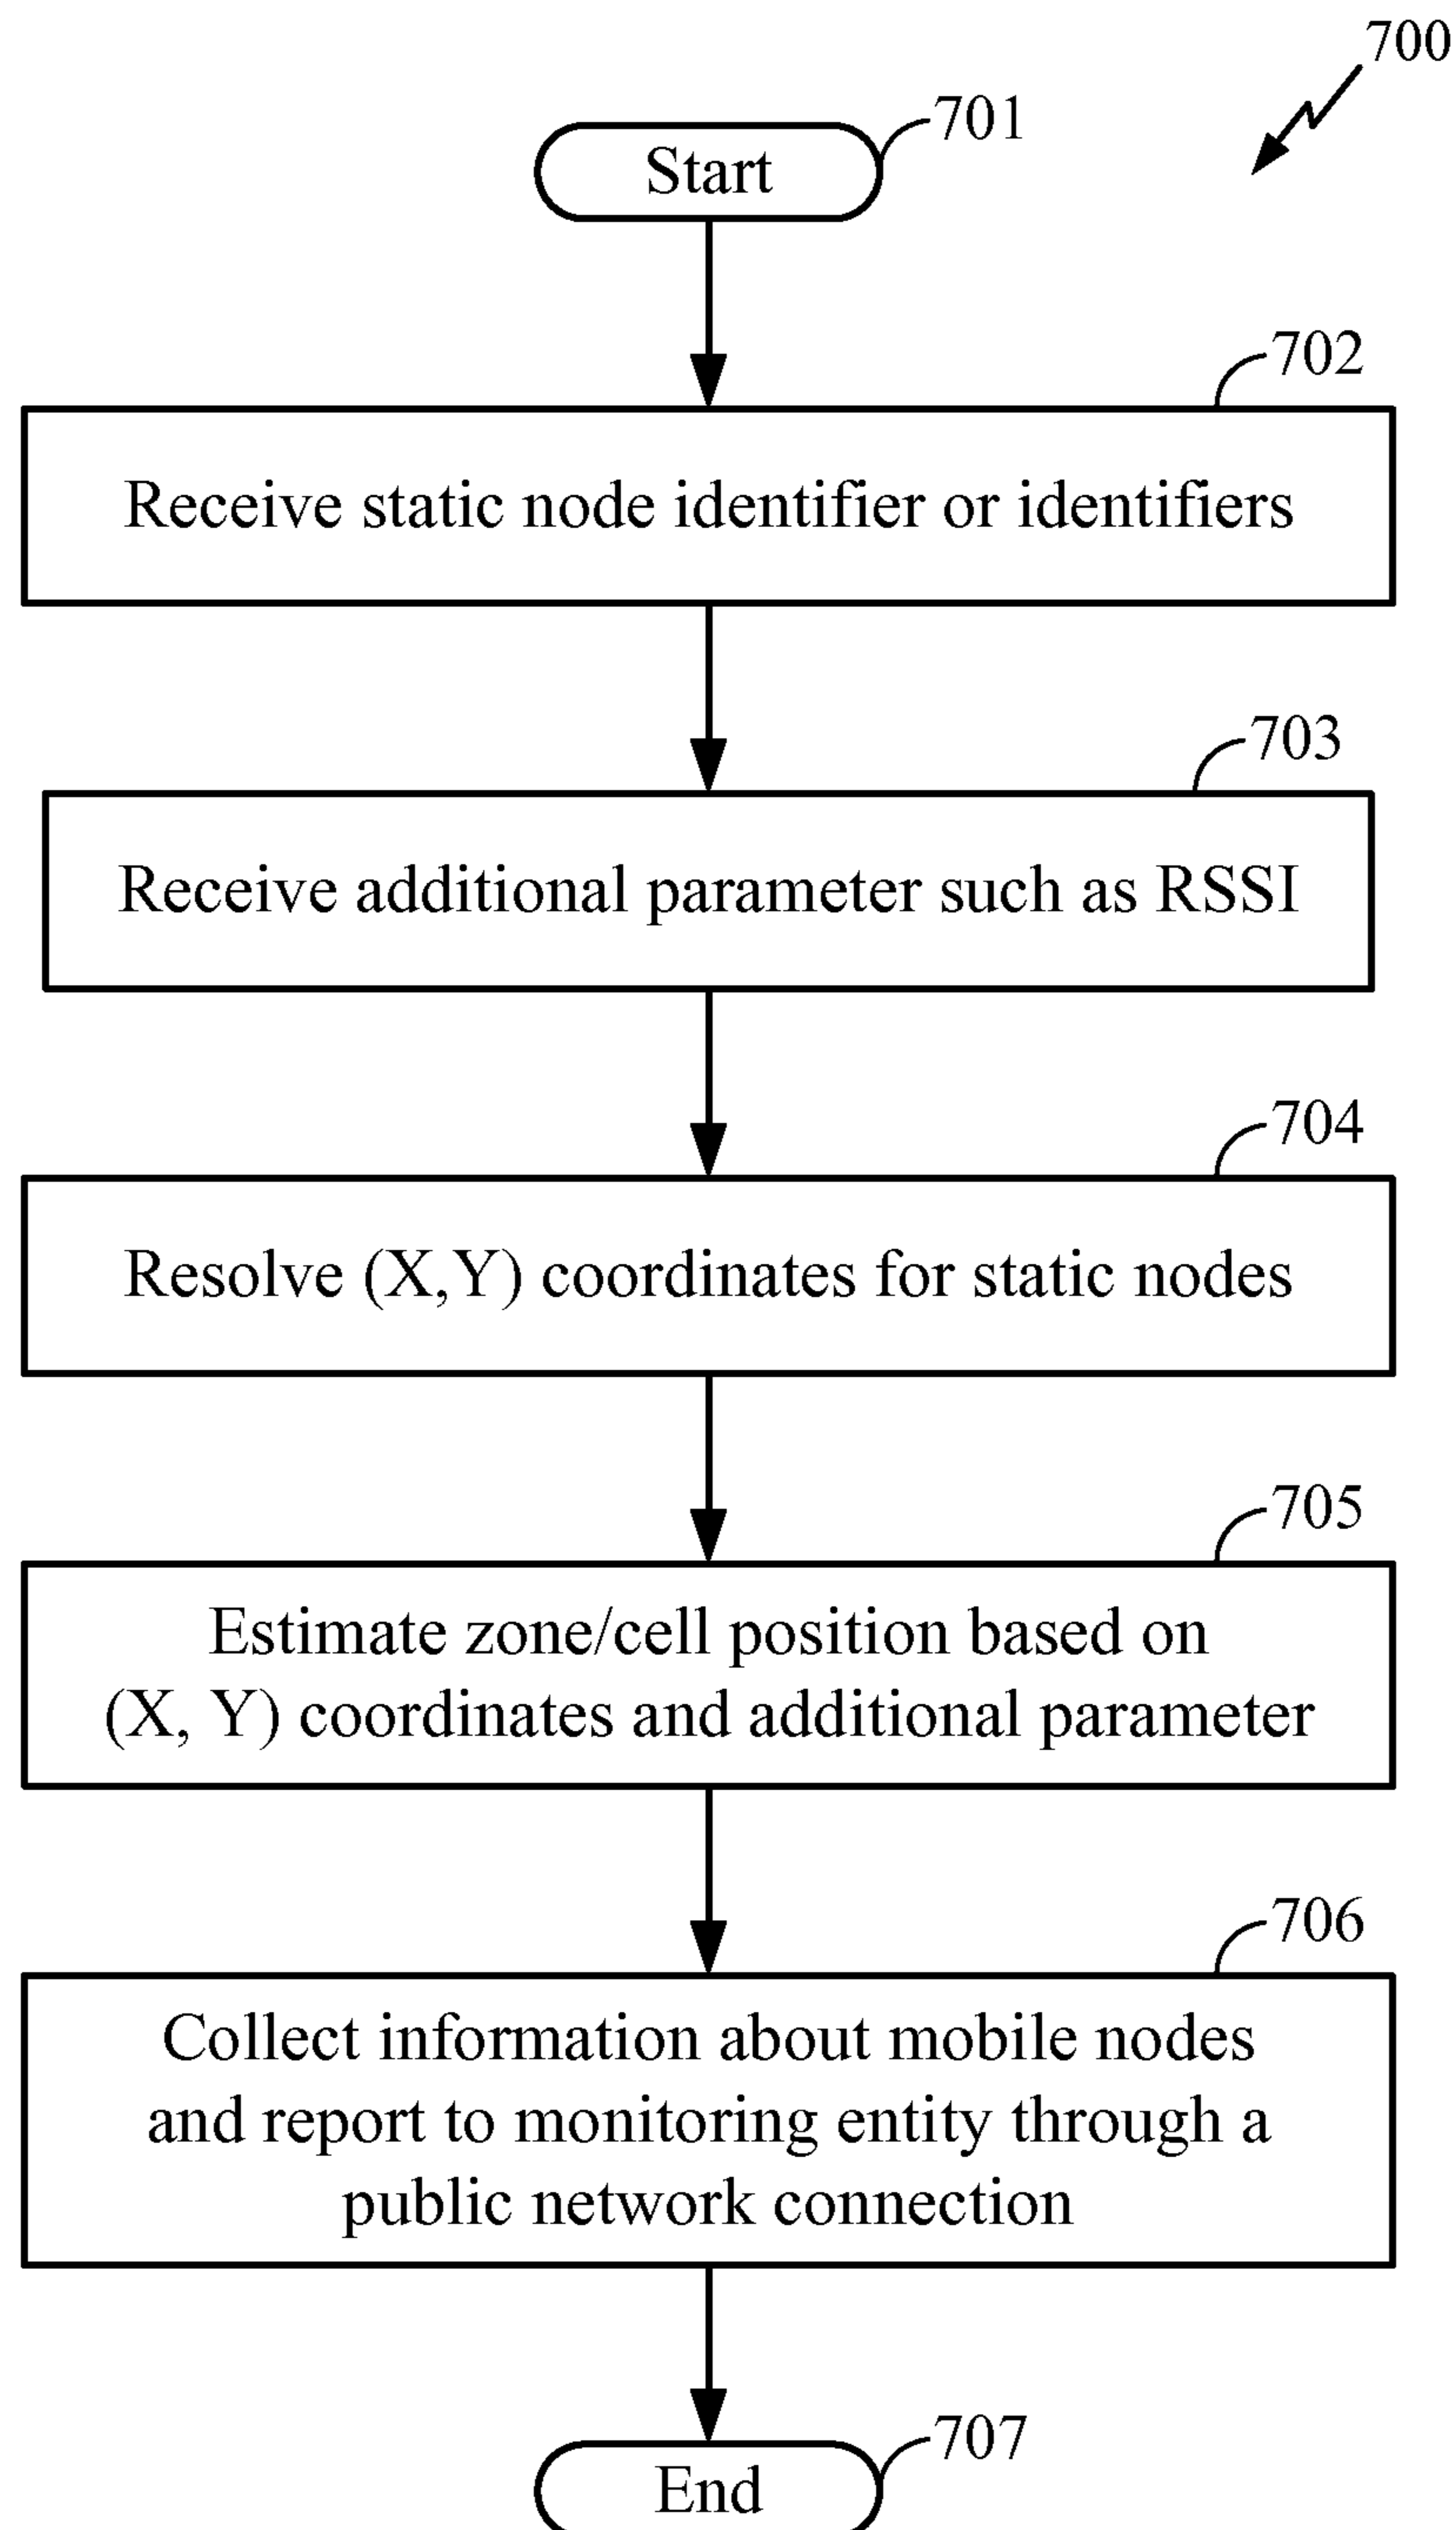 700
701
Start
702
Receive static node identifier or identifiers
703
Receive additional parameter such as RSSI
704
Resolve (X,Y) coordinates for static nodes
705
Estimate zone/cell position based on
(X, Y) coordinates and additional parameter
706
Collect information about mobile nodes
and report to monitoring entity through a
public network connection
707
End